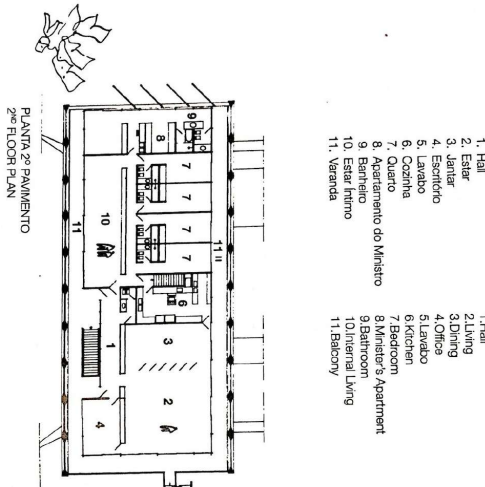 1. Hall
2. Estar
3. Jantar
4. Escritório
5. Lavabo
6. Cozinha
7. Quarto
8. Apartamento do Ministro
9. Banheiro
10. Estar Íntimo
11. Varanda
1.Hall
2.Living
3.Dining
4.Office
5.Lavabo
6.Kitchen
7.Bedroom
8.Minister's Apartment
9.Bathroom
10.Internal Living
11.Balcony
11
9
7
7
7
7
8
6
3
2
10
1
4
11
PLANTA 2º PAVIMENTO
2ND FLOOR PLAN